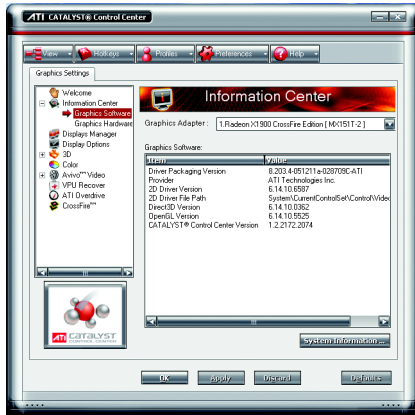 ATI CATALYST® Control Center
View Hotkeys Profiles Preferences Help
Graphics Settings
Welcome
Information Center
Graphics Software
Graphics Hardware
Displays Manager
Display Options
3D
Color
Avivo™ Video
VPU Recover
ATI Overdrive
CrossFire™
ATI CATALYST
CONTROL CENTER
Information Center
Graphics Adapter: 1.Radeon X1900 CrossFire Edition [ MX151T-2 ]
Graphics Software:
Item Value
Driver Packaging Version 8.203.4-051211a-028709C-ATI
Provider ATI Technologies Inc.
2D Driver Version 6.14.10.6587
2D Driver File Path System\CurrentControlSet\Control\Video
Direct3D Version 6.14.10.0362
OpenGL Version 6.14.10.5525
CATALYST® Control Center Version 1.2.2172.2074
System Information ...
OK Apply Discard Defaults